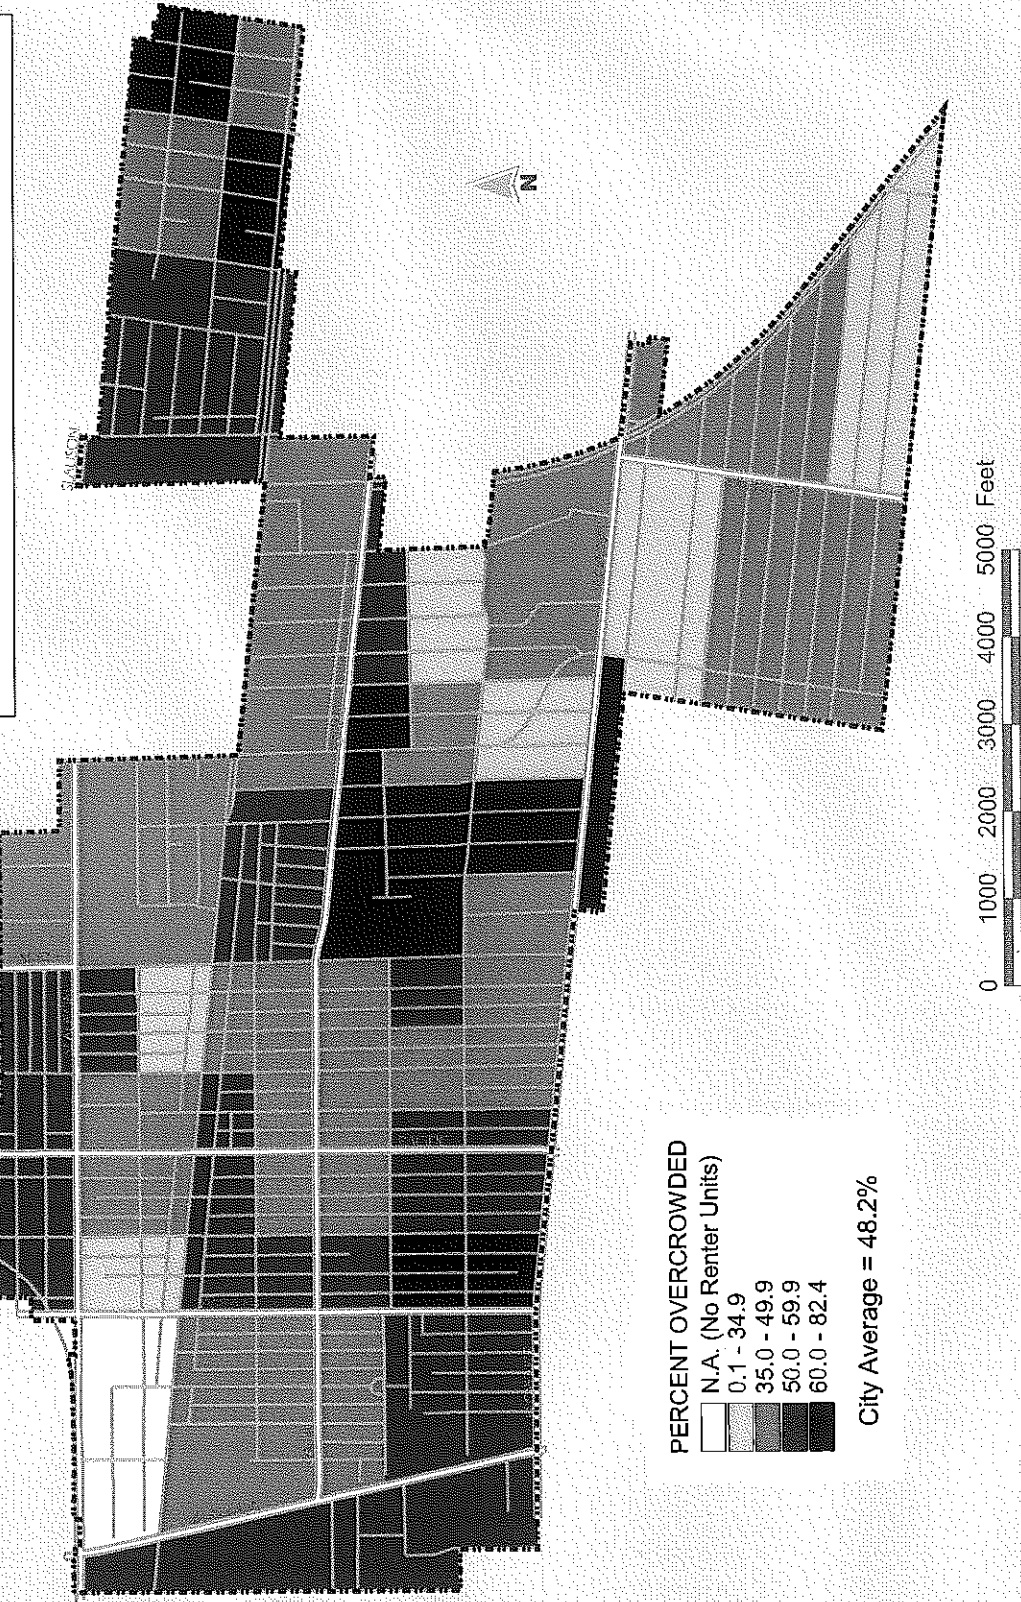 SLAUSON
N
PERCENT OVERCROWDED
N.A. (No Renter Units)
0.1 - 34.9
35.0 - 49.9
50.0 - 59.9
60.0 - 82.4
City Average = 48.2%
0 1000 2000 3000 4000 5000 Feet